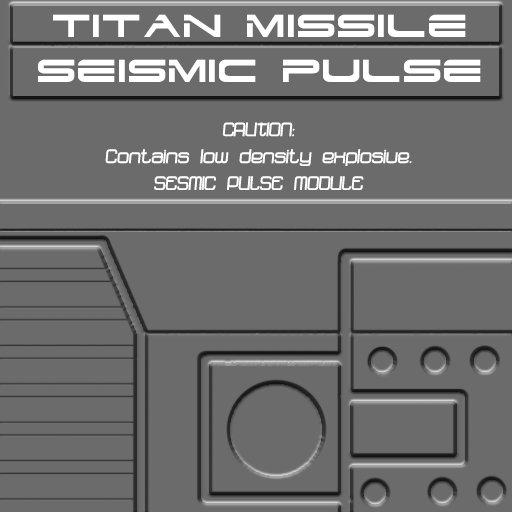 TITAN MISSILE
SEISMIC PULSE
CAUTION:
Contains low density explosive.
SESMIC PULSE MODULE